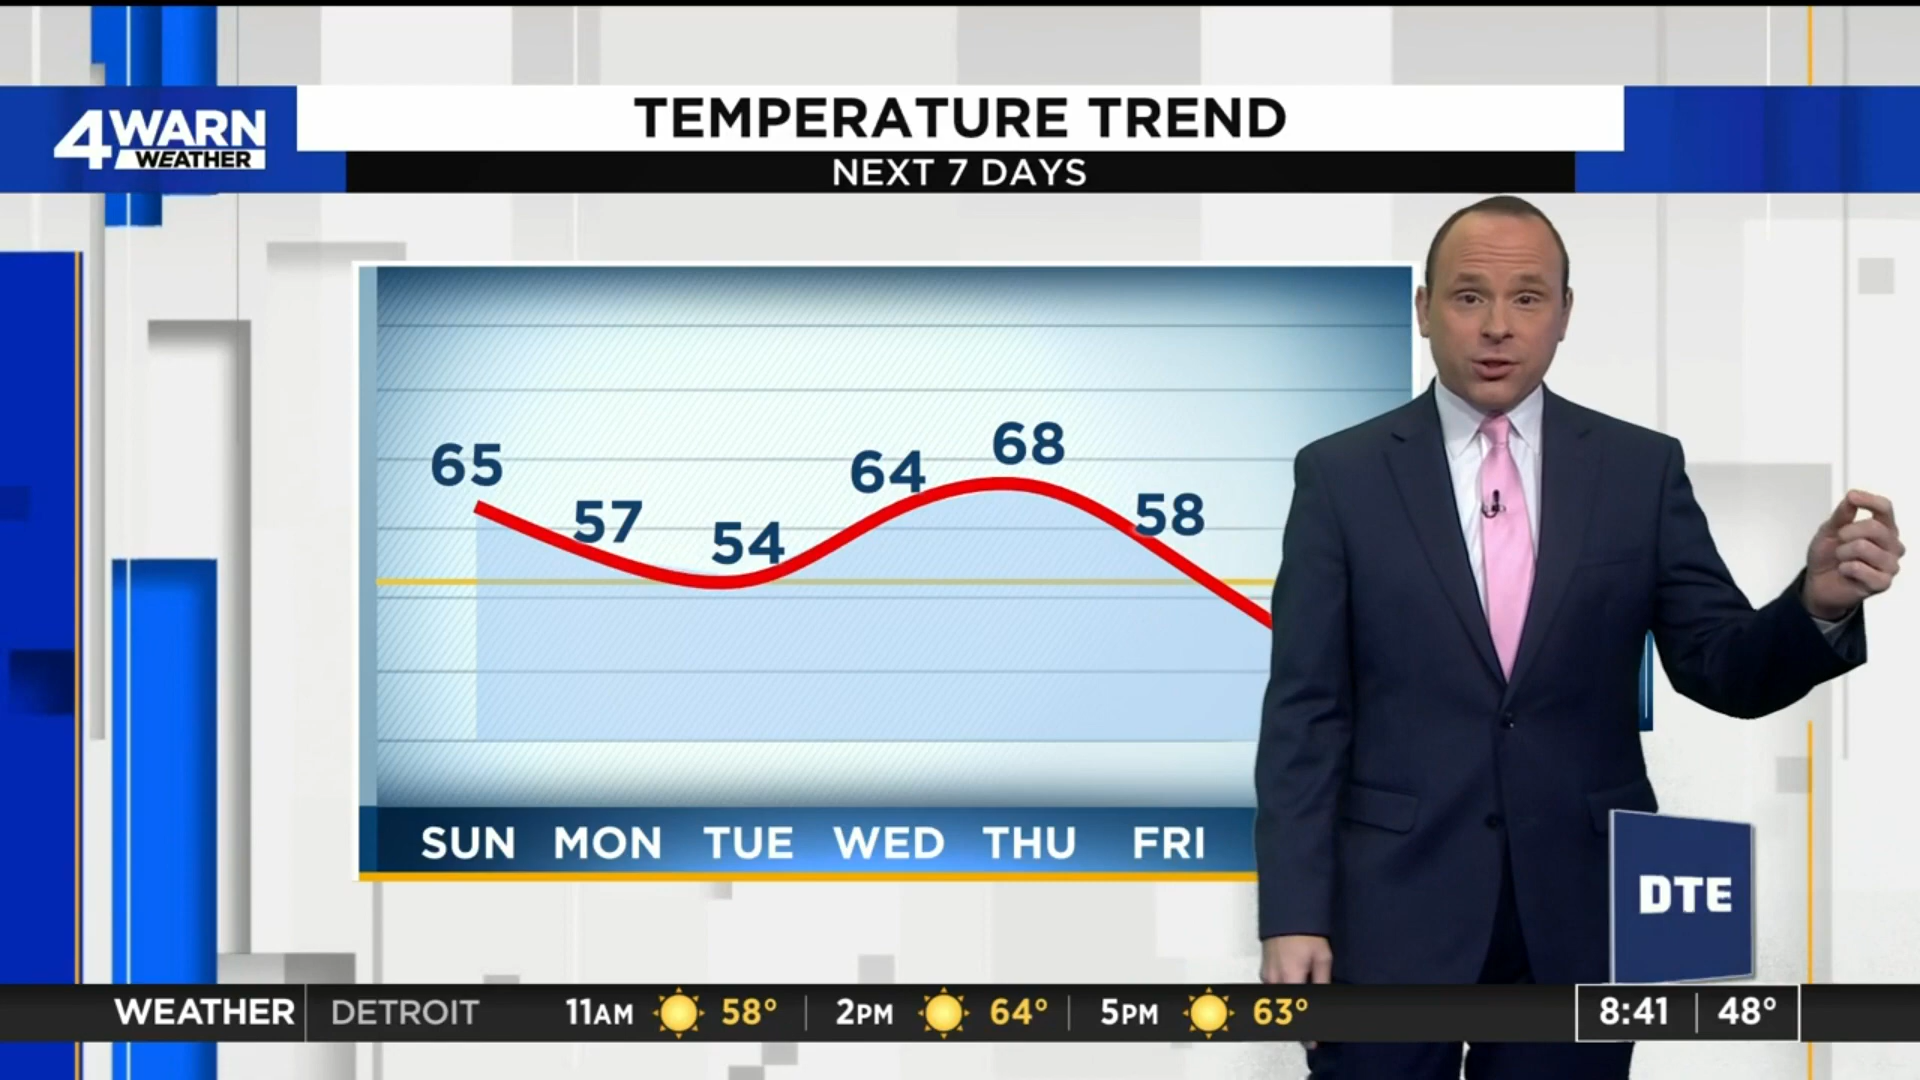 4WARN
WEATHER
TEMPERATURE TREND
NEXT 7 DAYS
65
57
54
64
68
58
SUN MON TUE WED THU FRI
DTE
WEATHER DETROIT 11AM 58° 2PM 64° 5PM 63° 8:41 48°